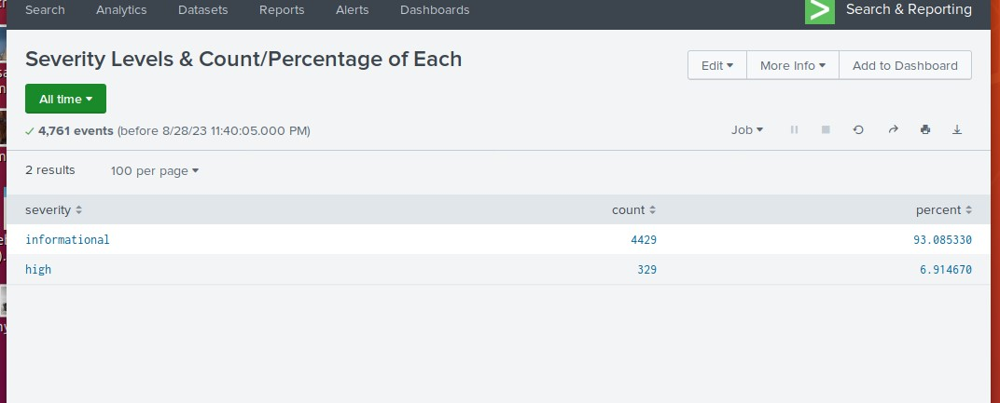 Search Analytics Datasets Reports Alerts Dashboards Search & Reporting
Severity Levels & Count/Percentage of Each
Edit More Info Add to Dashboard
All time
4,761 events (before 8/28/23 11:40:05.000 PM)
Job
2 results 100 per page
severity count percent
informational 4429 93.085330
high 329 6.914670